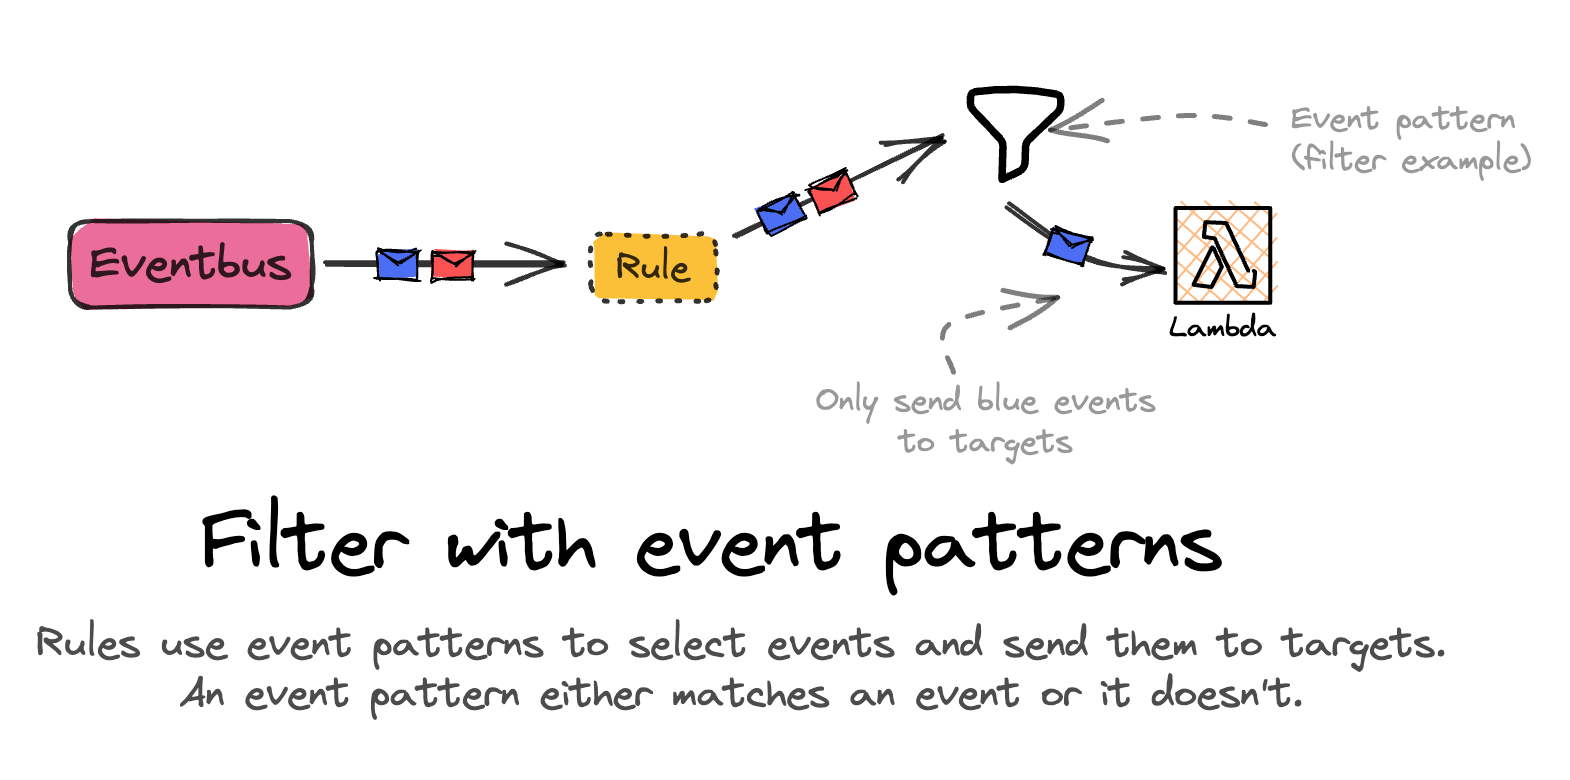 Event pattern
(filter example)
Eventbus
Rule
Lambda
Only send blue events
to targets
Filter with event patterns
Rules use event patterns to select events and send them to targets.
An event pattern either matches an event or it doesn't.